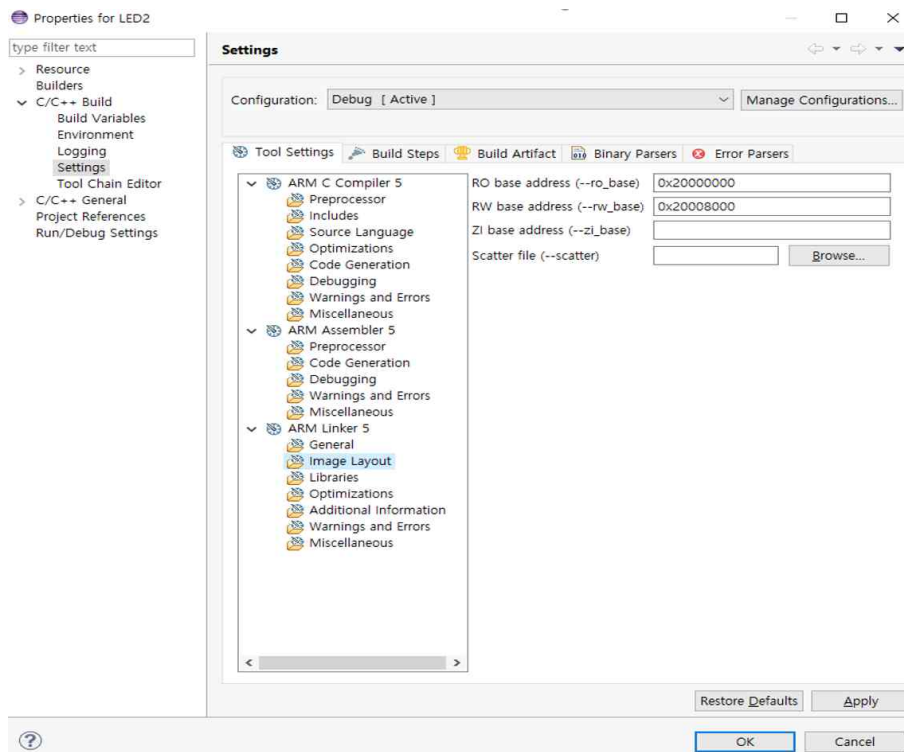 Properties for LED2
type filter text
Settings
Resource
Builders
C/C++ Build
Build Variables
Environment
Logging
Settings
Tool Chain Editor
C/C++ General
Project References
Run/Debug Settings
Configuration: Debug [ Active ] Manage Configurations...
Tool Settings Build Steps Build Artifact Binary Parsers Error Parsers
ARM C Compiler 5
Preprocessor
Includes
Source Language
Optimizations
Code Generation
Debugging
Warnings and Errors
Miscellaneous
ARM Assembler 5
Preprocessor
Code Generation
Debugging
Warnings and Errors
Miscellaneous
ARM Linker 5
General
Image Layout
Libraries
Optimizations
Additional Information
Warnings and Errors
Miscellaneous
RO base address (--ro_base) 0x20000000
RW base address (--rw_base) 0x20008000
ZI base address (--zi_base)
Scatter file (--scatter) Browse...
Restore Defaults Apply
OK Cancel